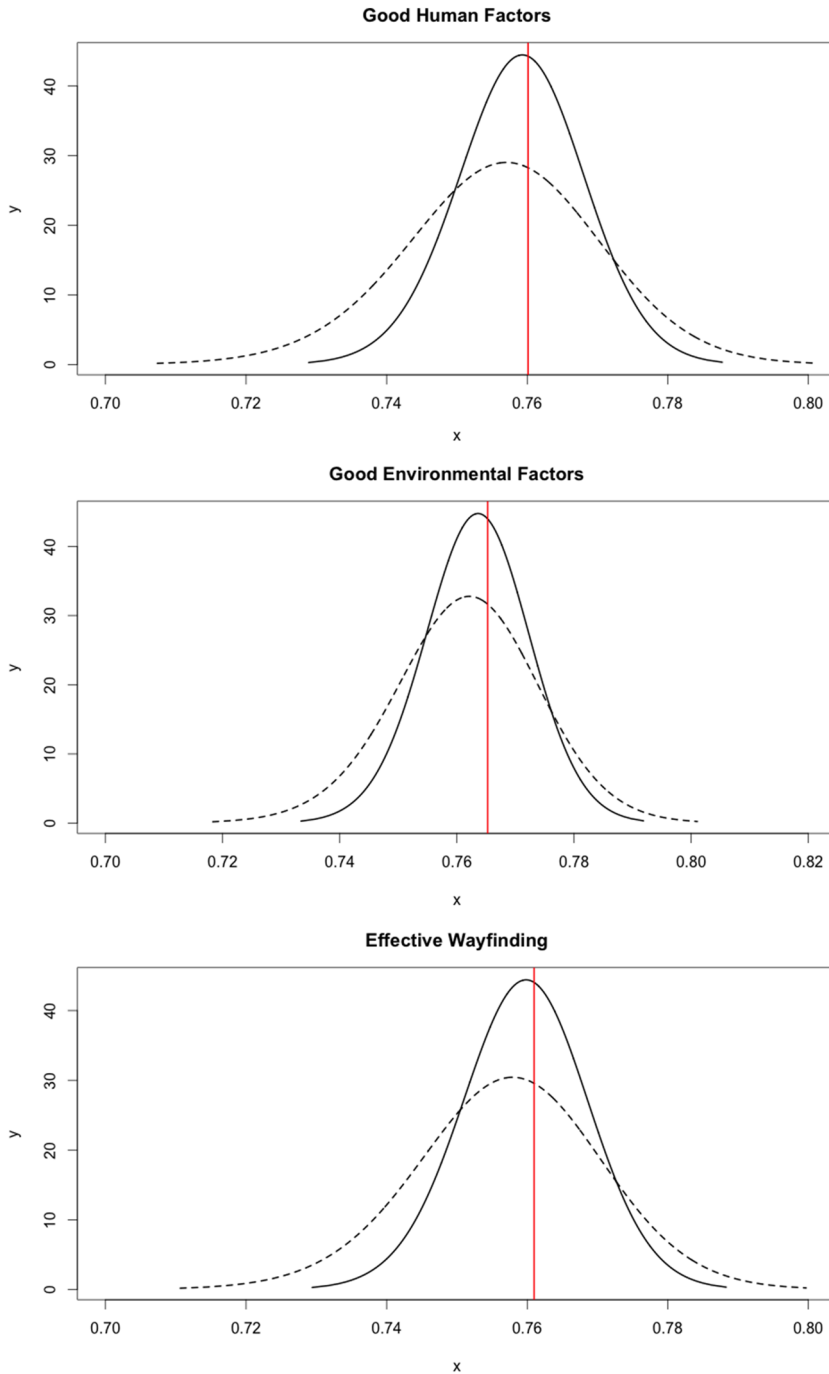 Good Human Factors
40
30
20
10
0
y
0.70 0.72 0.74 0.76 0.78 0.80
x
Good Environmental Factors
40
30
20
10
0
y
0.70 0.72 0.74 0.76 0.78 0.80 0.82
x
Effective Wayfinding
40
30
20
10
0
y
0.70 0.72 0.74 0.76 0.78 0.80
x